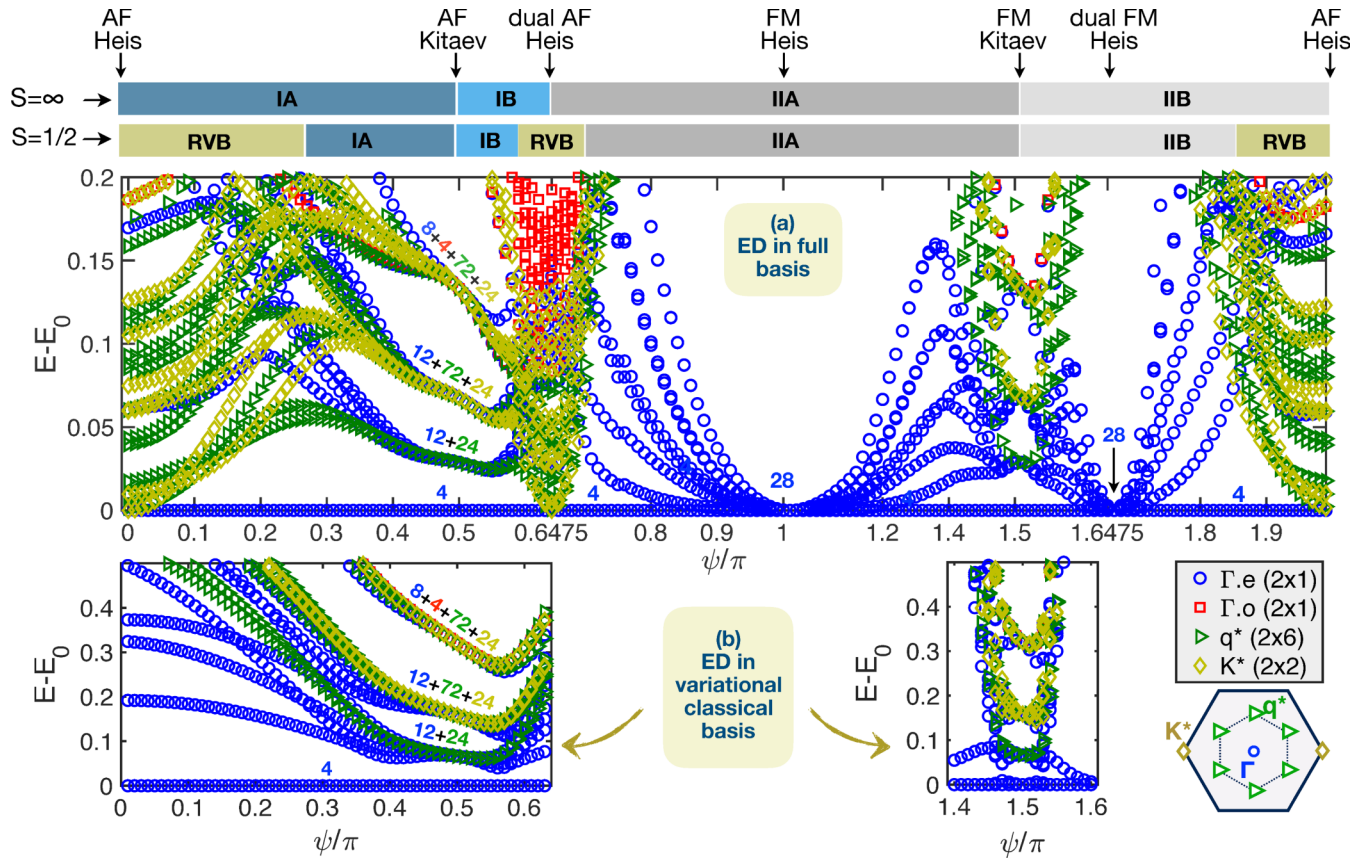 AF AF dual AF FM FM dual FM AF
Heis Kitaev Heis Heis Kitaev Heis Heis
S=∞ IA IB IIA IIB
S=1/2 RVB IA IB RVB IIA IIB RVB
0.2
0.15
0.1
0.05
0
E-E₀
8+4+72+24
12+72+24
12+24
4
4
28
28
4
(a)
ED in full
basis
0 0.1 0.2 0.3 0.4 0.5 0.6475 0.8 0.9 1 1.2 1.3 1.4 1.5 1.6475 1.8 1.9
ψ/π
0.4
0.3
0.2
0.1
0
E-E₀
8+4+72+24
12+72+24
12+24
4
0 0.1 0.2 0.3 0.4 0.5 0.6
ψ/π
(b)
ED in
variational
classical
basis
0.4
0.3
0.2
0.1
0
E-E₀
1.4 1.5 1.6
ψ/π
Γ.e (2x1)
Γ.o (2x1)
q* (2x6)
K* (2x2)
q*
K*
Γ